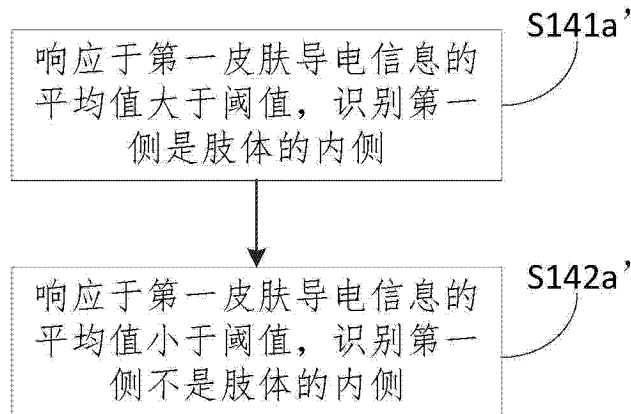 S141a’
响应于第一皮肤导电信息的
平均值大于阈值，识别第一
侧是肢体的内侧
S142a’
响应于第一皮肤导电信息的
平均值小于阈值，识别第一
侧不是肢体的内侧